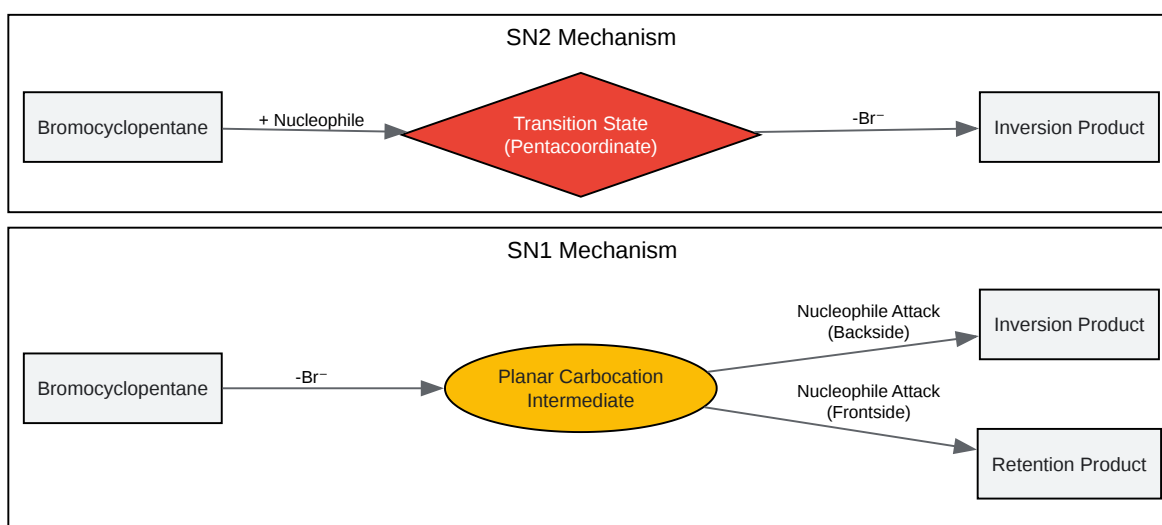 SN2 Mechanism
Bromocyclopentane
+ Nucleophile
Transition State
(Pentacoordinate)
-Br⁻
Inversion Product
SN1 Mechanism
Bromocyclopentane
-Br⁻
Planar Carbocation
Intermediate
Nucleophile Attack
(Backside)
Inversion Product
Nucleophile Attack
(Frontside)
Retention Product